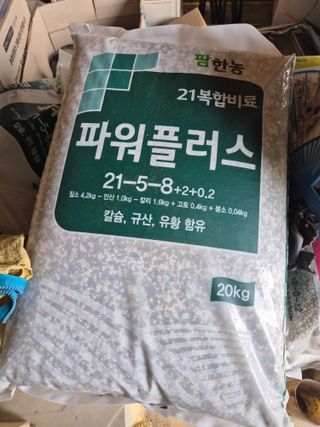 팜한농
21복합비료
파워플러스
21-5-8+2+0.2
질소 4.2kg - 인산 1.0kg - 칼리 1.6kg + 고토 0.4kg + 붕소 0.04kg
칼슘, 규산, 유황 함유
20kg